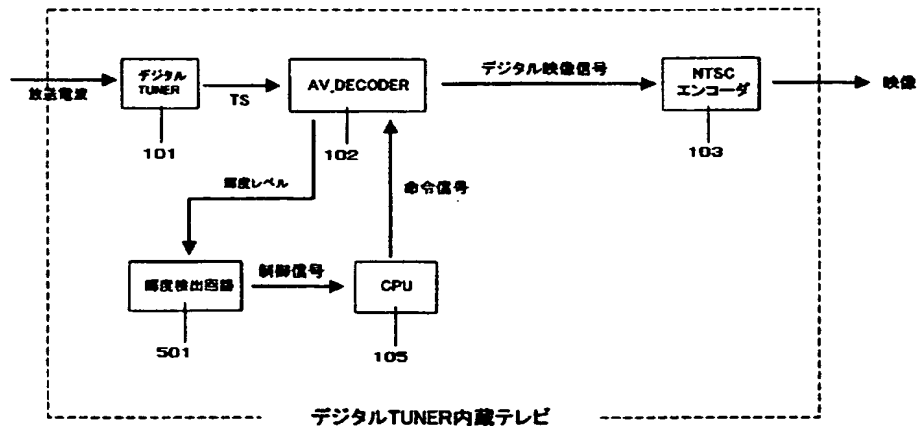 デジタル
TUNER
AV_DECODER
デジタル映像信号
NTSC
エンコーダ
映像
放送電波
TS
101
102
103
輝度レベル
命令信号
輝度検出回路
制御信号
CPU
501
105
デジタルTUNER内蔵テレビ